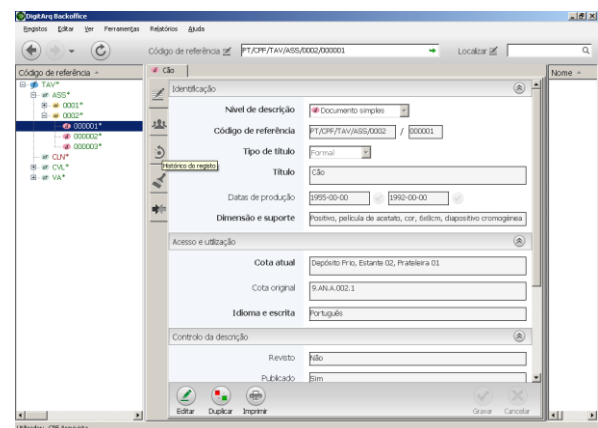 DigitArq Backoffice
Registos Editar Ver Ferramentas Relatórios Ajuda
Código de referência PT/CPF/TAV/ASS/0002/000001 Localizar
Código de referência
TAV*
ASS*
0001*
0002*
000001*
000002*
000003*
CLN*
CVL*
VA*
Cão
Histórico do registo
Identificação
Nível de descrição Documento simples
Código de referência PT/CPF/TAV/ASS/0002 / 000001
Tipo de título Formal
Título Cão
Datas de produção 1955-00-00 1992-00-00
Dimensão e suporte Positivo, película de acetato, cor, 6x6cm, diapositivo cromogénea
Acesso e utilização
Cota atual Depósito Frio, Estante 02, Prateleira 01
Cota original 9.AN.A.002.1
Idioma e escrita Português
Controlo da descrição
Revisto Não
Publicado Sim
Editar Duplicar Imprimir Gravar Cancelar
Nome